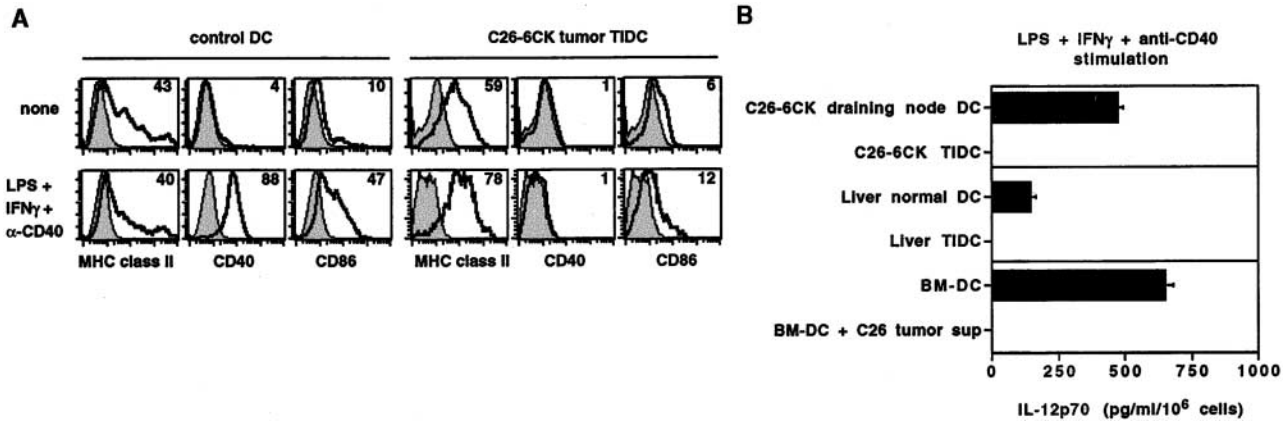 A
control DC
C26-6CK tumor TIDC
none
43
4
10
59
1
6
LPS +
IFNγ +
α-CD40
40
88
47
78
1
12
MHC class II
CD40
CD86
MHC class II
CD40
CD86
B
LPS + IFNγ + anti-CD40
stimulation
C26-6CK draining node DC
C26-6CK TIDC
Liver normal DC
Liver TIDC
BM-DC
BM-DC + C26 tumor sup
0
250
500
750
1000
IL-12p70 (pg/ml/10⁶ cells)